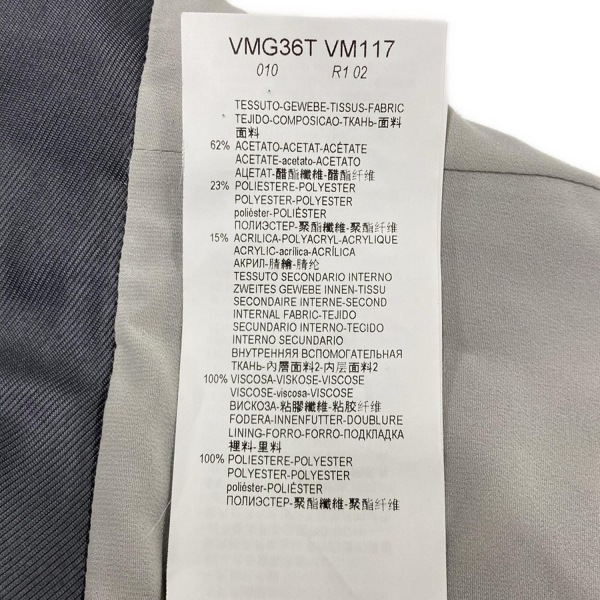 VMG36T VM117
010 R1 02
TESSUTO-GEWEBE-TISSUS-FABRIC
TEJIDO-COMPOSICAO-ТКАНЬ-面料
面料
62% ACETATO-ACETAT-ACÉTATE
ACETATE-acetato-ACETATO
АЦЕТАТ-醋酯纖維-醋酯纤维
23% POLIESTERE-POLYESTER
POLYESTER-POLYESTER
poliéster-POLIÉSTER
ПОЛИЭСТЕР-聚酯纖維-聚酯纤维
15% ACRILICA-POLYACRYL-ACRYLIQUE
ACRYLIC-acrílica-ACRÍLICA
АКРИЛ-腈綸-腈纶
TESSUTO SECONDARIO INTERNO
ZWEITES GEWEBE INNEN-TISSU
SECONDAIRE INTERNE-SECOND
INTERNAL FABRIC-TEJIDO
SECUNDARIO INTERNO-TECIDO
INTERNO SECUNDARIO
ВНУТРЕННЯЯ ВСПОМОГАТЕЛЬНАЯ
ТКАНЬ-內層面料2-内层面料2
100% VISCOSA-VISKOSE-VISCOSE
VISCOSE-viscosa-VISCOSE
ВИСКОЗА-粘膠纖維-粘胶纤维
FODERA-INNENFUTTER-DOUBLURE
LINING-FORRO-FORRO-ПОДКЛАДКА
裡料-里料
100% POLIESTERE-POLYESTER
POLYESTER-POLYESTER
poliéster-POLIÉSTER
ПОЛИЭСТЕР-聚酯纖維-聚酯纤维